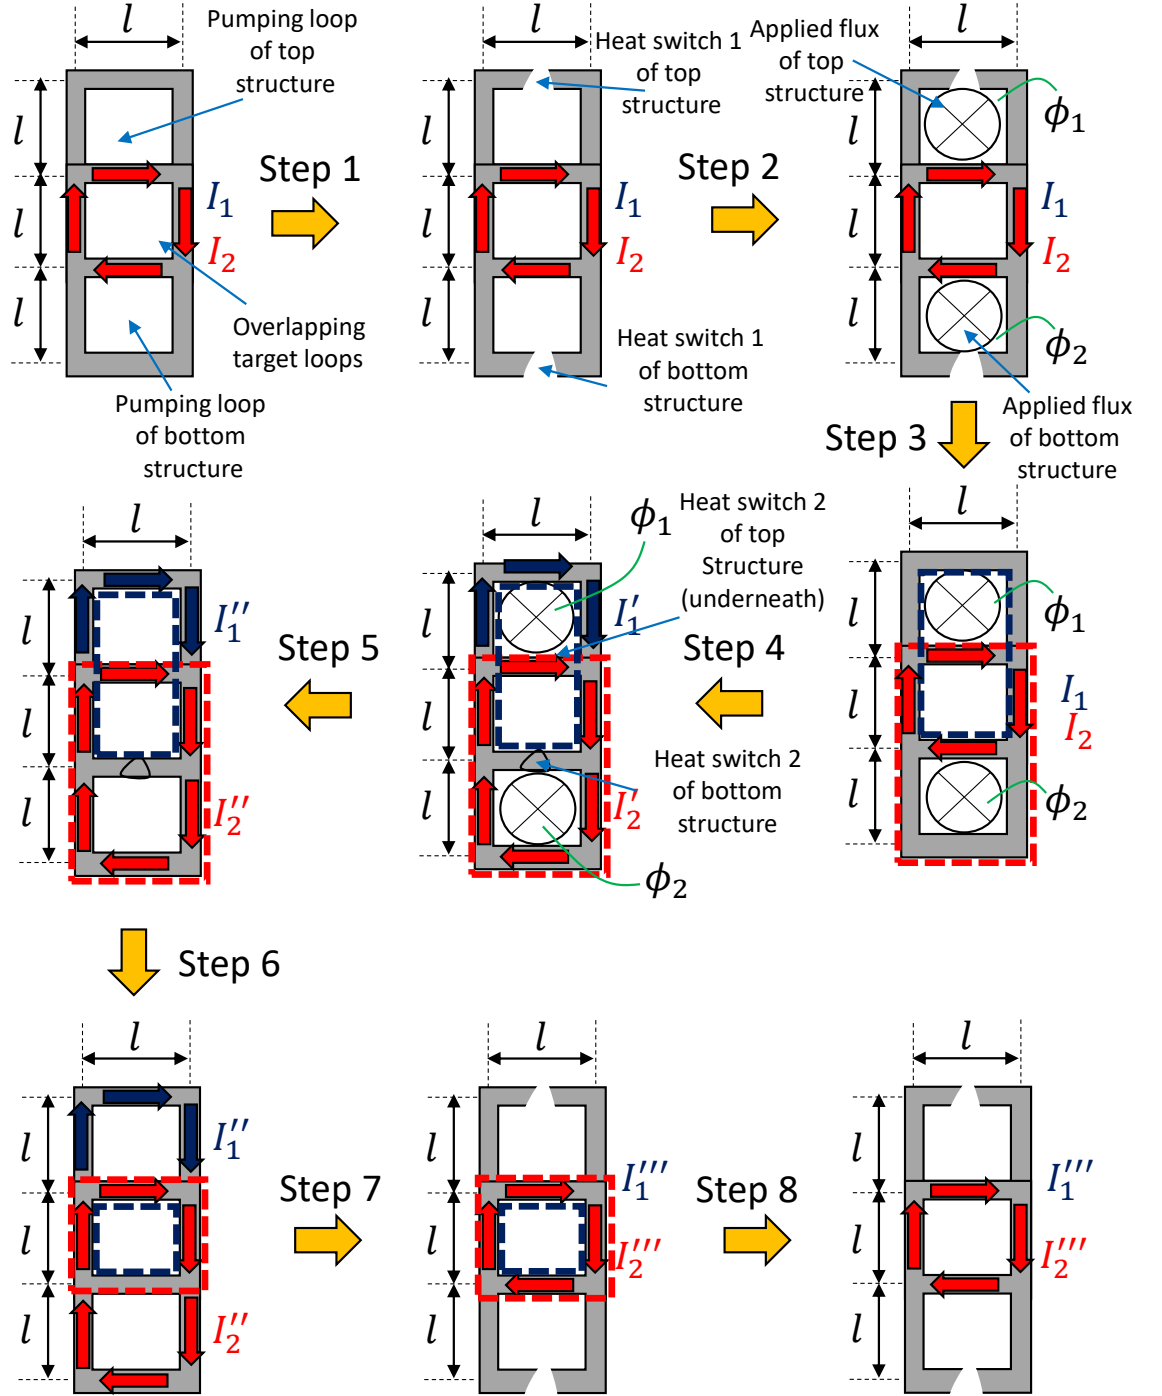 l
Pumping loop
of top
structure
l
l
l
I₁
I₂
Overlapping
target loops
Pumping loop
of bottom
structure
Step 1
l
Heat switch 1
of top
structure
l
l
l
I₁
I₂
Heat switch 1
of bottom
structure
Step 2
l
Applied flux
of top
structure
ϕ₁
l
l
l
I₁
I₂
ϕ₂
Applied flux
of bottom
structure
Step 3
l
ϕ₁
l
l
l
I₁
I₂
ϕ₂
Step 4
l
ϕ₁
Heat switch 2
of top
Structure
(underneath)
l
l
l
I₁′
Heat switch 2
of bottom
structure
I₂′
ϕ₂
Step 5
l
l
l
l
I₁′′
I₂′′
Step 6
l
l
l
l
I₁′′
I₂′′
Step 7
l
l
l
l
I₁′′′
I₂′′′
Step 8
l
l
l
l
I₁′′′
I₂′′′